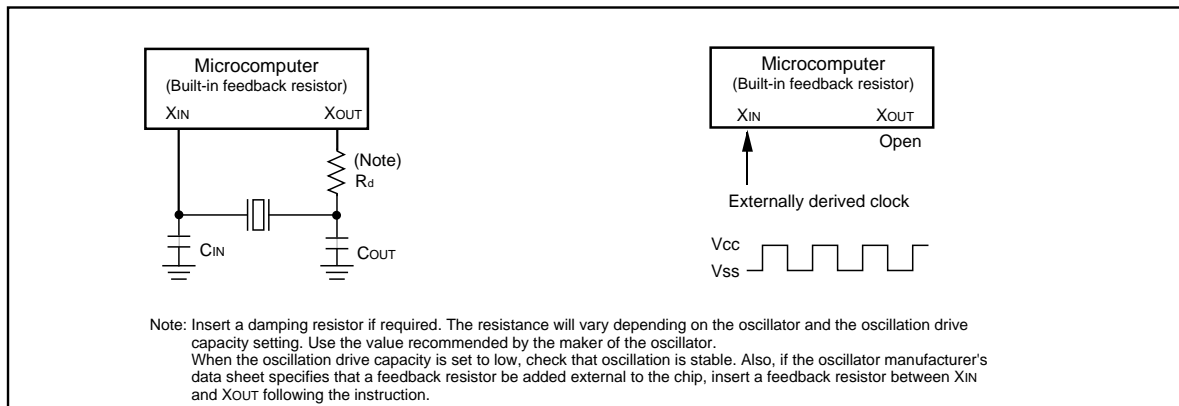 Microcomputer
(Built-in feedback resistor)
XIN XOUT
(Note)
Rd
CIN
COUT
Microcomputer
(Built-in feedback resistor)
XIN XOUT
Open
Externally derived clock
Vcc
Vss
Note: Insert a damping resistor if required. The resistance will vary depending on the oscillator and the oscillation drive
capacity setting. Use the value recommended by the maker of the oscillator.
When the oscillation drive capacity is set to low, check that oscillation is stable. Also, if the oscillator manufacturer's
data sheet specifies that a feedback resistor be added external to the chip, insert a feedback resistor between XIN
and XOUT following the instruction.